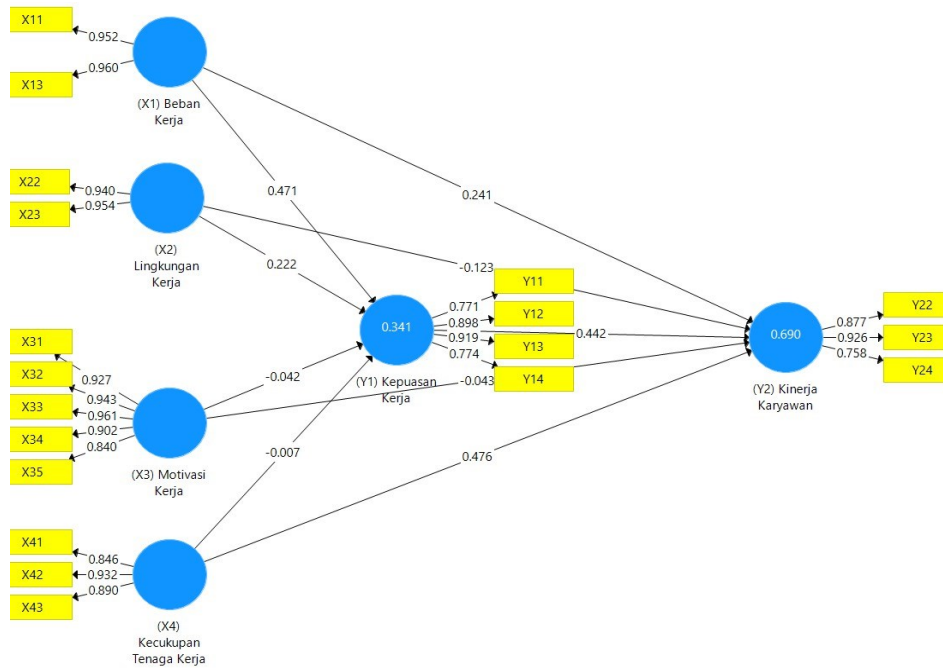 X11
0.952
X13
0.960
(X1) Beban
Kerja
0.471
0.241
X22
0.940
X23
0.954
(X2)
Lingkungan
Kerja
0.222
-0.123
X31
X32
X33
X34
X35
0.927
0.943
0.961
0.902
0.840
(X3) Motivasi
Kerja
-0.042
-0.043
0.341
(Y1) Kepuasan
Kerja
0.771
0.898
0.919
0.774
Y11
Y12
Y13
Y14
0.442
X41
X42
X43
0.846
0.932
0.890
(X4)
Kecukupan
Tenaga Kerja
-0.007
0.476
0.690
(Y2) Kinerja
Karyawan
0.877
0.926
0.758
Y22
Y23
Y24